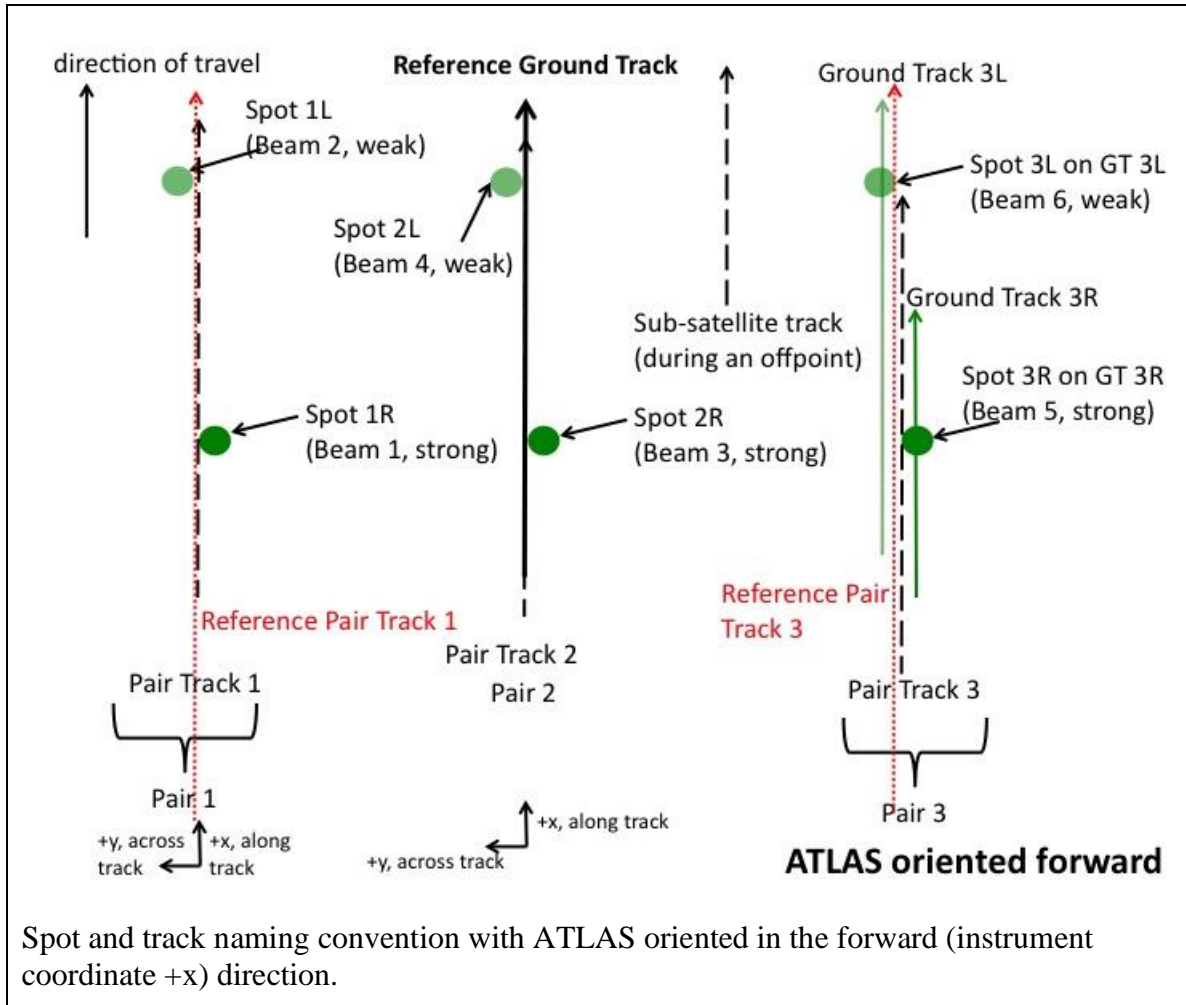 direction of travel
Reference Ground Track
Ground Track 3L
Spot 1L
(Beam 2, weak)
Spot 2L
(Beam 4, weak)
Spot 3L on GT 3L
(Beam 6, weak)
Sub-satellite track
(during an offpoint)
Ground Track 3R
Spot 1R
(Beam 1, strong)
Spot 2R
(Beam 3, strong)
Spot 3R on GT 3R
(Beam 5, strong)
Reference Pair Track 1
Reference Pair
Track 3
Pair Track 1
Pair Track 2
Pair 2
Pair Track 3
Pair 1
Pair 3
+y, across
track
+x, along
track
+x, along track
+y, across track
ATLAS oriented forward
Spot and track naming convention with ATLAS oriented in the forward (instrument
coordinate +x) direction.